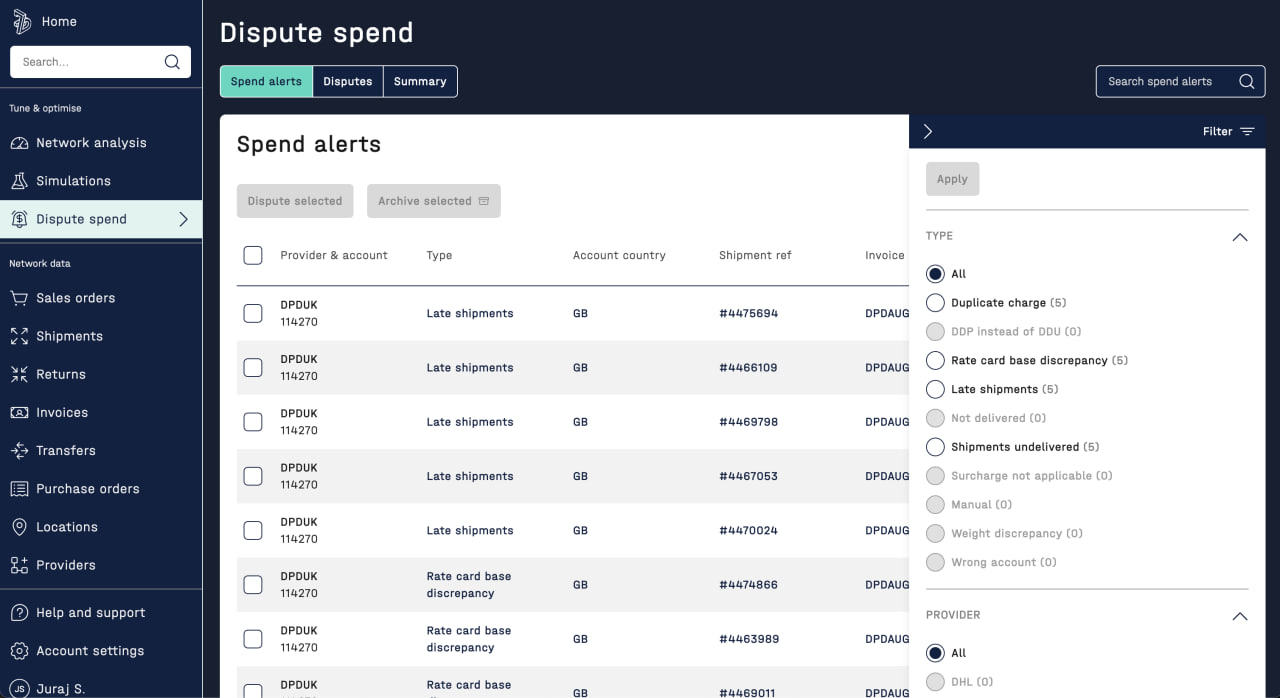 Home
Search...
Tune & optimise
Network analysis
Simulations
Dispute spend
Network data
Sales orders
Shipments
Returns
Invoices
Transfers
Purchase orders
Locations
Providers
Help and support
Account settings
JS Juraj S.
Dispute spend
Spend alerts Disputes Summary
Search spend alerts
Spend alerts
Dispute selected Archive selected
Provider & account Type Account country Shipment ref Invoice
DPDUK
114270 Late shipments GB #4475694 DPDAUG
DPDUK
114270 Late shipments GB #4466109 DPDAUG
DPDUK
114270 Late shipments GB #4469798 DPDAUG
DPDUK
114270 Late shipments GB #4467053 DPDAUG
DPDUK
114270 Late shipments GB #4470024 DPDAUG
DPDUK Rate card base
114270 discrepancy GB #4474866 DPDAUG
DPDUK Rate card base
114270 discrepancy GB #4463989 DPDAUG
DPDUK Rate card base
#4469011 GB DPDAUG
Filter
Apply
TYPE
All
Duplicate charge (5)
DDP instead of DDU (0)
Rate card base discrepancy (5)
Late shipments (5)
Not delivered (0)
Shipments undelivered (5)
Surcharge not applicable (0)
Manual (0)
Weight discrepancy (0)
Wrong account (0)
PROVIDER
All
DHL (0)